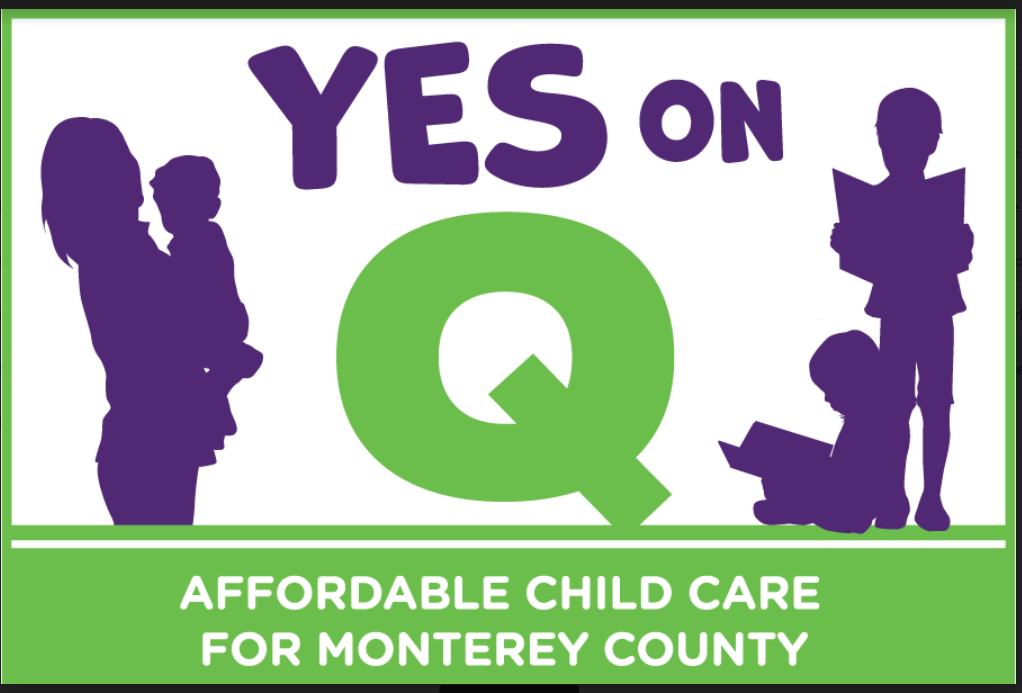 YES ON
Q
AFFORDABLE CHILD CARE
FOR MONTEREY COUNTY